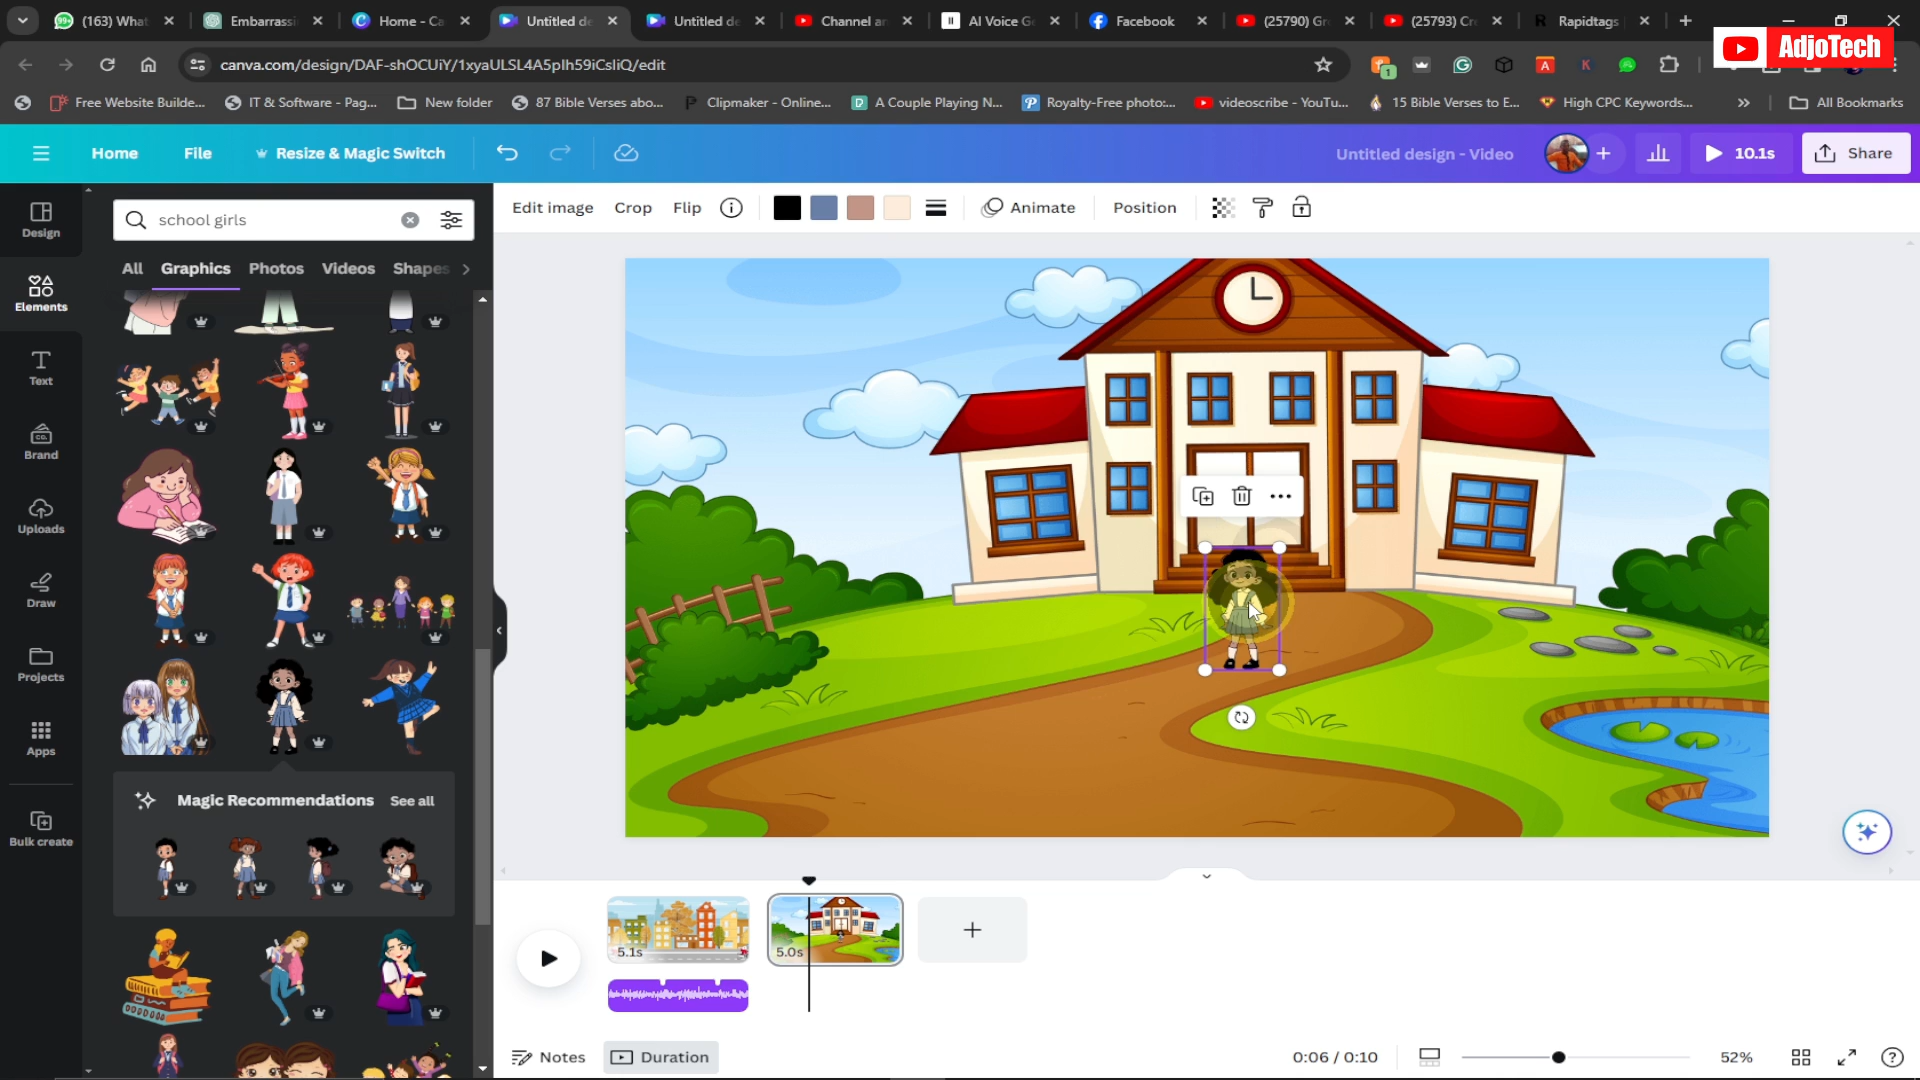 (163) What
Embarrassi
Home - Ca
Untitled de
Untitled de
Channel an
AI Voice Ge
Facebook
(25790) Gr
(25793) Cr
Rapidtags
canva.com/design/DAF-shOCUiY/1xyaULSL4A5pIh59iCsIiQ/edit
AdjoTech
Free Website Builde...
IT & Software - Pag...
New folder
87 Bible Verses abo...
Clipmaker - Online...
A Couple Playing N...
Royalty-Free photo:...
videoscribe - YouTu...
15 Bible Verses to E...
High CPC Keywords...
All Bookmarks
Home
File
Resize & Magic Switch
Untitled design - Video
10.1s
Share
Design
Elements
Text
Brand
Uploads
Draw
Projects
Apps
Bulk create
school girls
All
Graphics
Photos
Videos
Shapes
Magic Recommendations
See all
Edit image
Crop
Flip
Animate
Position
5.1s
5.0s
Notes
Duration
0:06 / 0:10
52%